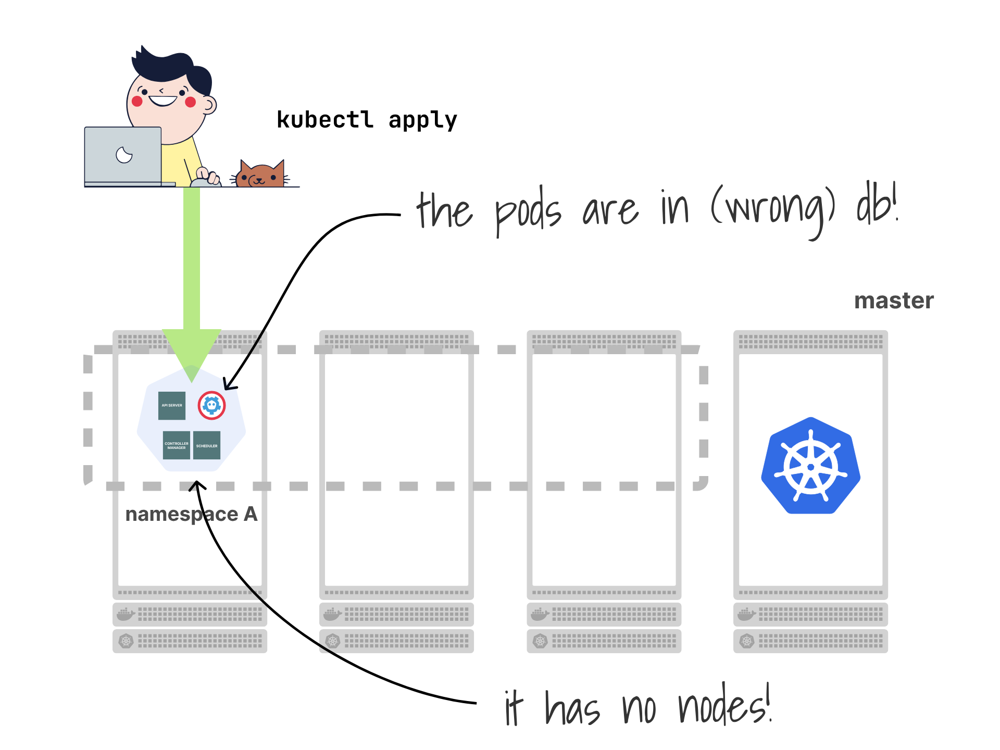 kubectl apply
the pods are in (wrong) db!
master
API SERVER
CONTROLLER
MANAGER
SCHEDULER
namespace A
it has no nodes!